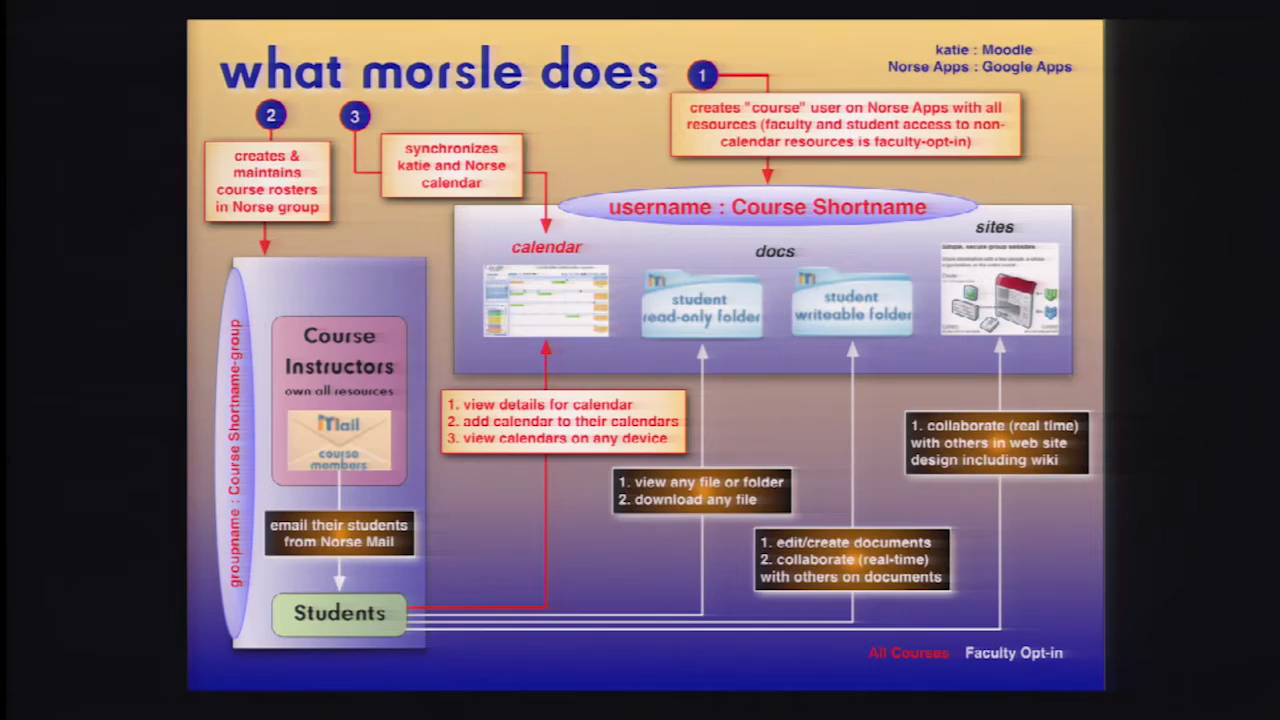 what morsle does
katie : Moodle
Norse Apps : Google Apps
1
creates "course" user on Norse Apps with all
resources (faculty and student access to non-
calendar resources is faculty-opt-in)
2
creates &
maintains
course rosters
in Norse group
3
synchronizes
katie and Norse
calendar
username : Course Shortname
calendar
docs
sites
student
read-only folder
student
writeable folder
Simple, secure group websites
groupname : Course Shortname-group
Course
Instructors
own all resources
Mail
course
members
email their students
from Norse Mail
Students
1. view details for calendar
2. add calendar to their calendars
3. view calendars on any device
1. view any file or folder
2. download any file
1. edit/create documents
2. collaborate (real-time)
with others on documents
1. collaborate (real time)
with others in web site
design including wiki
All Courses
Faculty Opt-in